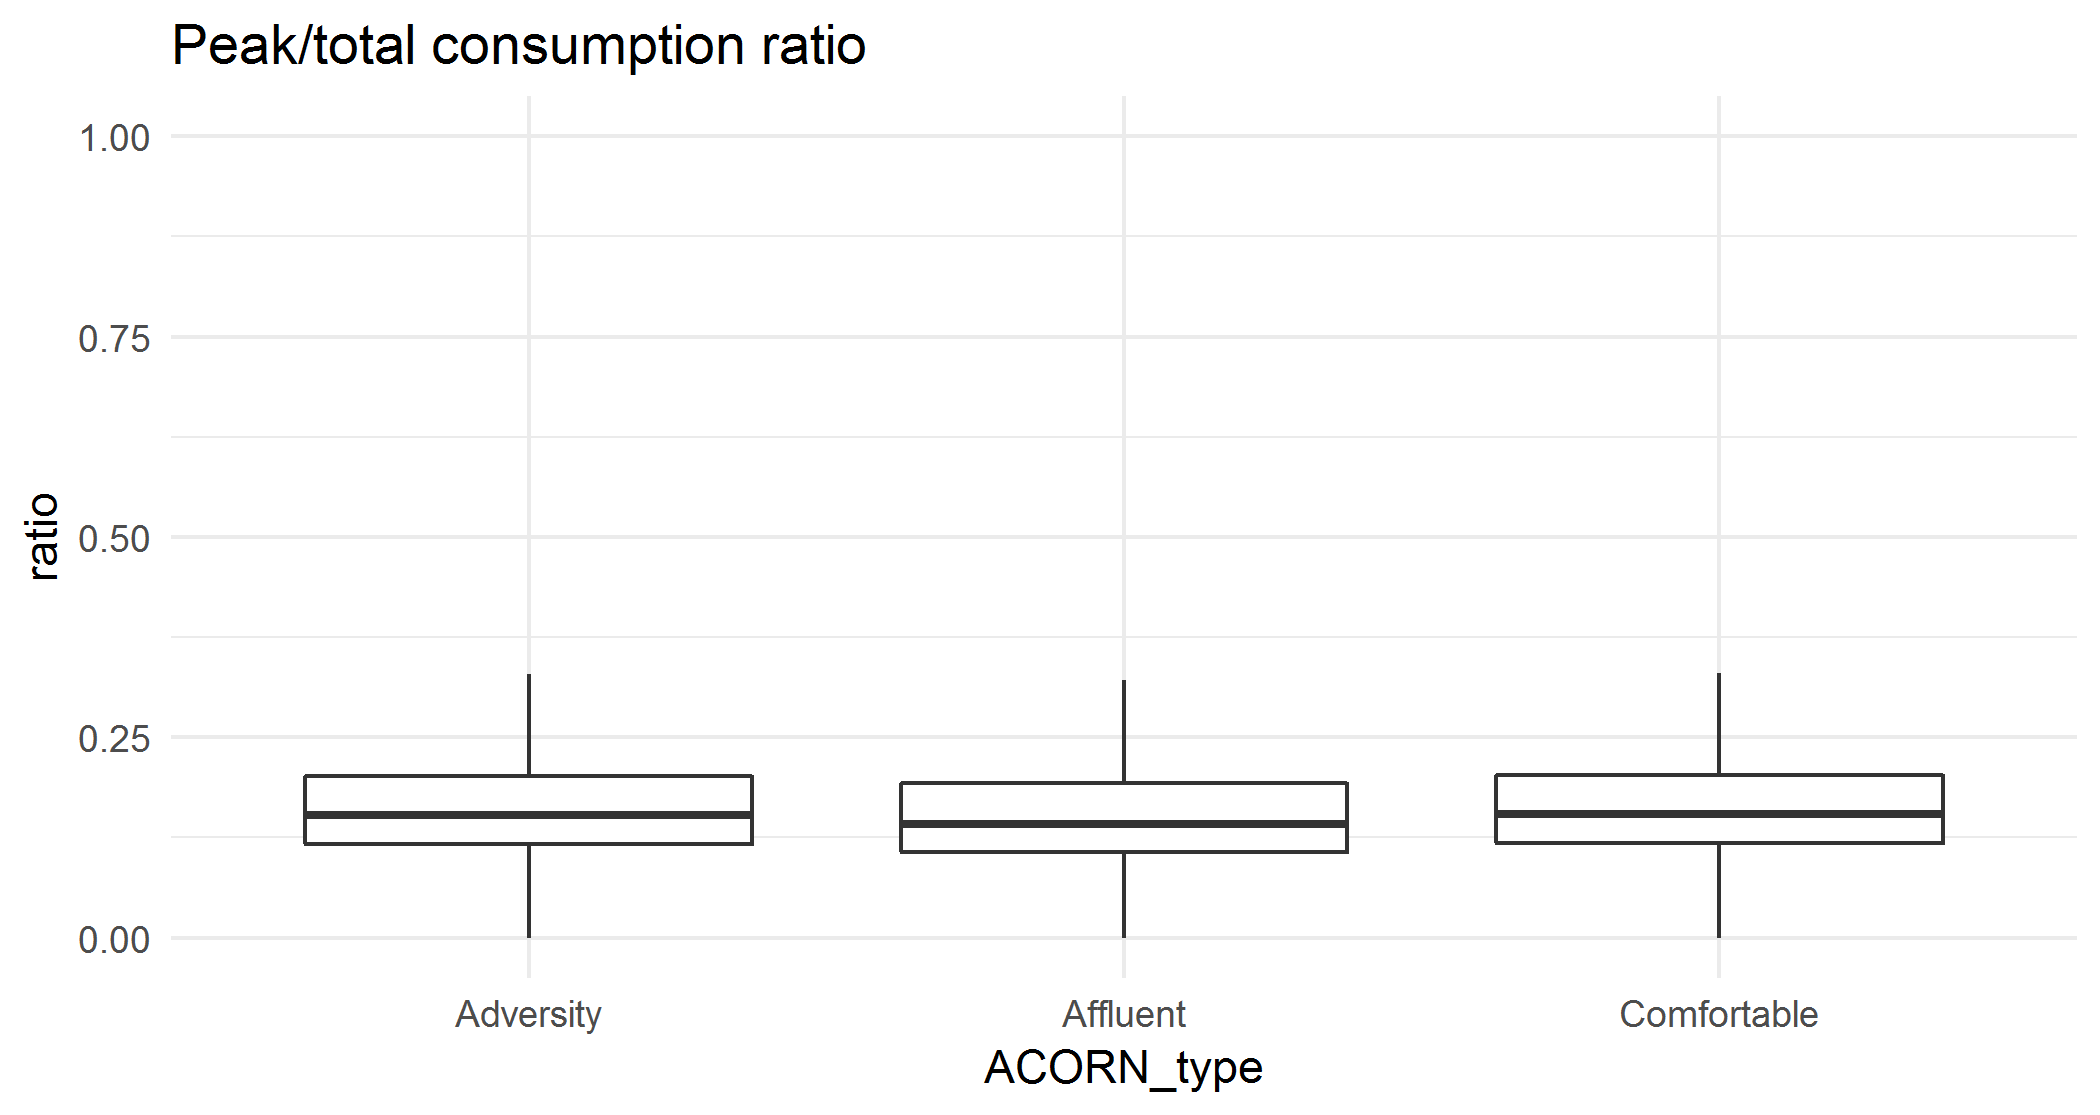 Peak/total consumption ratio
1.00
0.75
0.50
0.25
0.00
ratio
Adversity
Affluent
Comfortable
ACORN_type